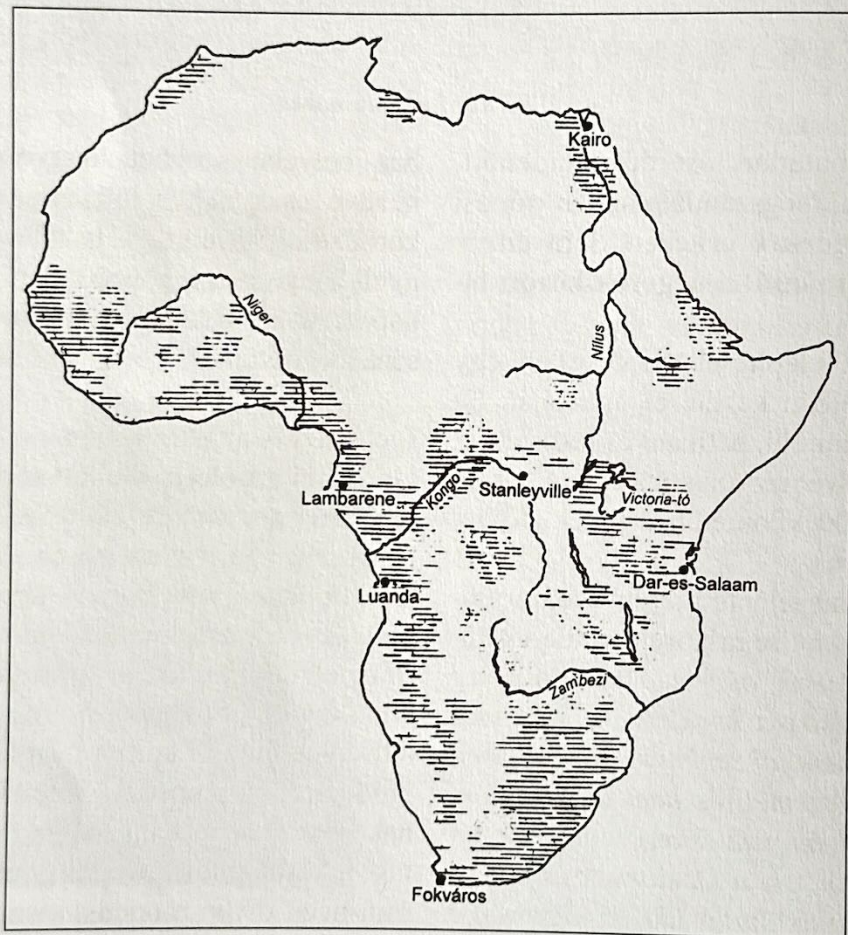 Kairo
Niger
Nílus
Lambarene
Kongo
Stanleyville
Victoria-tó
Luanda
Dar-es-Salaam
Zambezi
Fokváros